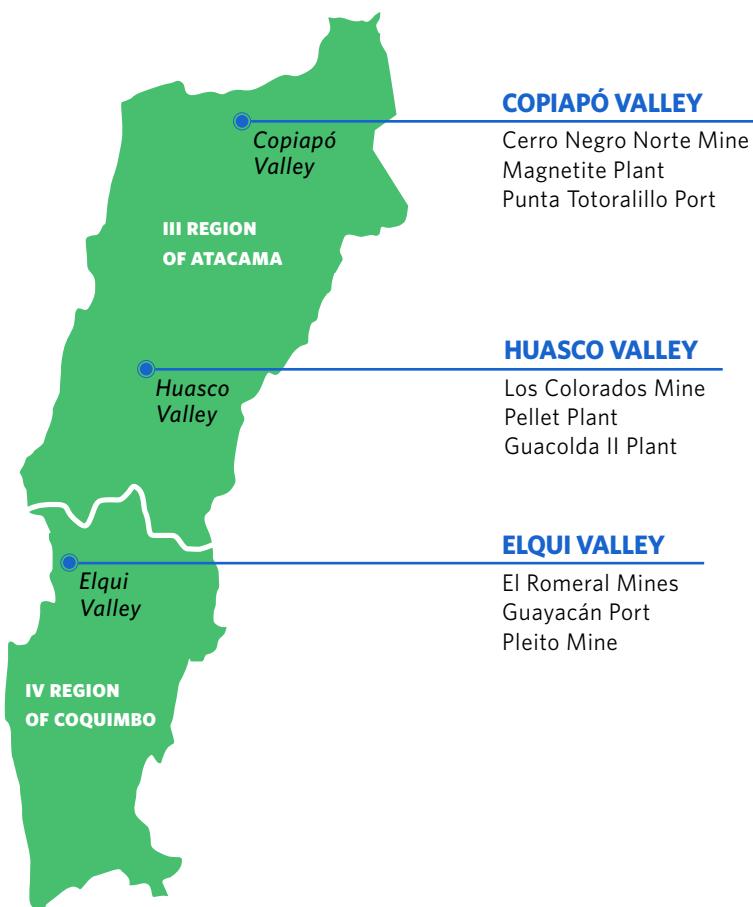 COPIAPÓ VALLEY
Copiapó
Valley
Cerro Negro Norte Mine
Magnetite Plant
Punta Totoralillo Port
III REGION
OF ATACAMA
HUASCO VALLEY
Huasco
Valley
Los Colorados Mine
Pellet Plant
Guacolda II Plant
ELQUI VALLEY
Elqui
Valley
El Romeral Mines
Guayacán Port
Pleito Mine
IV REGION
OF COQUIMBO